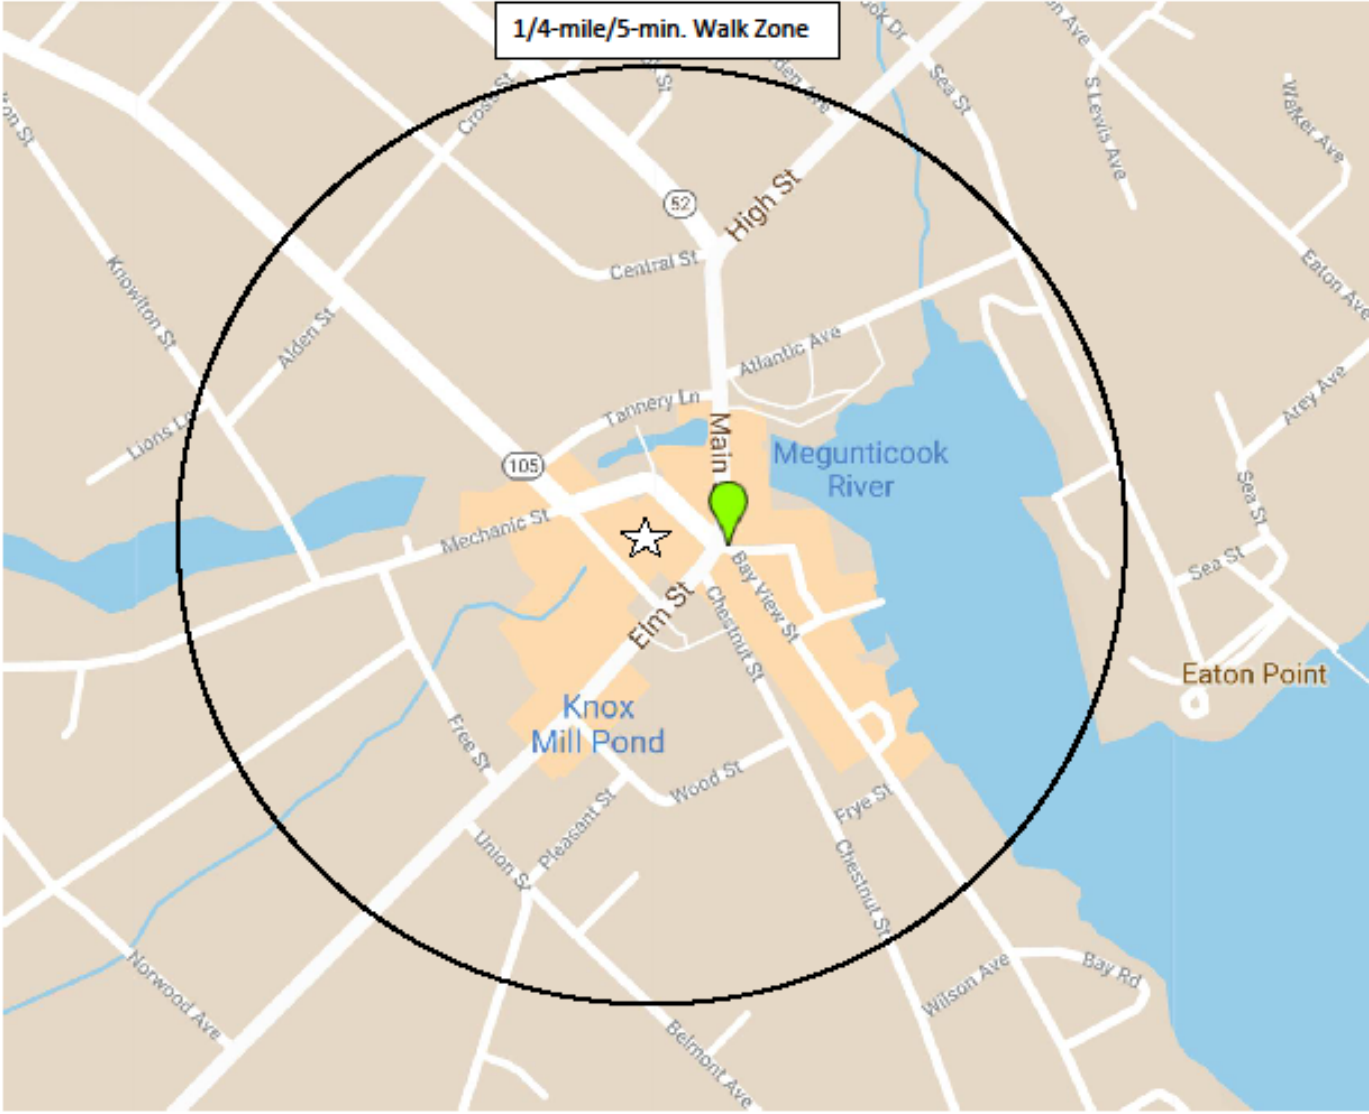 1/4-mile/5-min. Walk Zone
Sea St
S Lewis Ave
Walker Ave
Cross St
52
High St
Central St
Knowlton St
Alden St
Eaton Ave
Atlantic Ave
Lions Ln
Tannery Ln
Arey Ave
Main
105
Megunticook
River
Mechanic St
Sea St
Sea St
Bay View St
Elm St
Chestnut St
Eaton Point
Knox
Mill Pond
Free St
Wood St
Pleasant St
Frye St
Union St
Chestnut St
Norwood Ave
Wilson Ave
Bay Rd
Belmont Ave